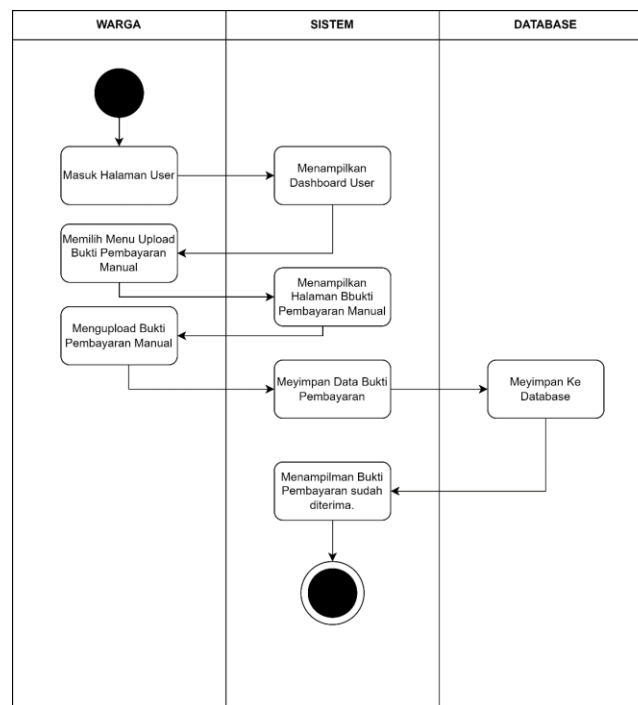 WARGA
SISTEM
DATABASE
Masuk Halaman User
Menampilkan
Dashboard User
Memilih Menu Upload
Bukti Pembayaran
Manual
Menampilkan
Halaman Bbukti
Pembayaran Manual
Mengupload Bukti
Pembayaran Manual
Meyimpan Data Bukti
Pembayaran
Meyimpan Ke
Database
Menampilman Bukti
Pembayaran sudah
diterima.